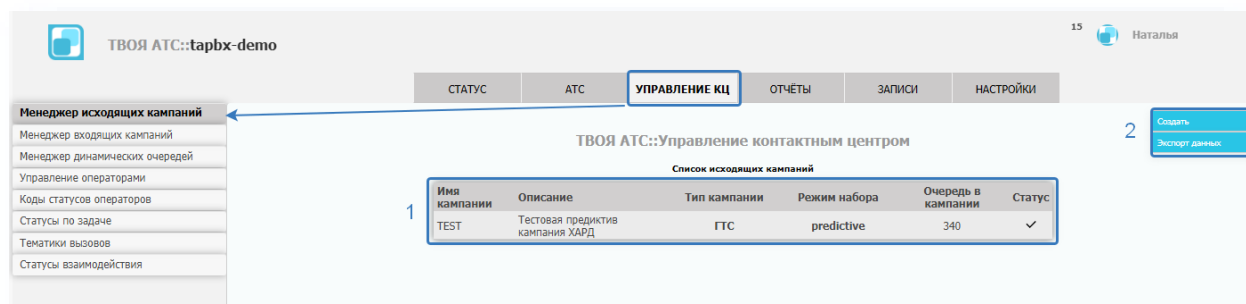 ТВОЯ АТС::tapbx-demo
15 Наталья
СТАТУС АТС УПРАВЛЕНИЕ КЦ ОТЧЁТЫ ЗАПИСИ НАСТРОЙКИ
Менеджер исходящих кампаний
Менеджер входящих кампаний
Менеджер динамических очередей
Управление операторами
Коды статусов операторов
Статусы по задаче
Тематики вызовов
Статусы взаимодействия
ТВОЯ АТС::Управление контактным центром
Список исходящих кампаний
1
Имя кампании Описание Тип кампании Режим набора Очередь в кампании Статус
TEST Тестовая предиктив кампания ХАРД ГТС predictive 340 ✓
2
Создать
Экспорт данных